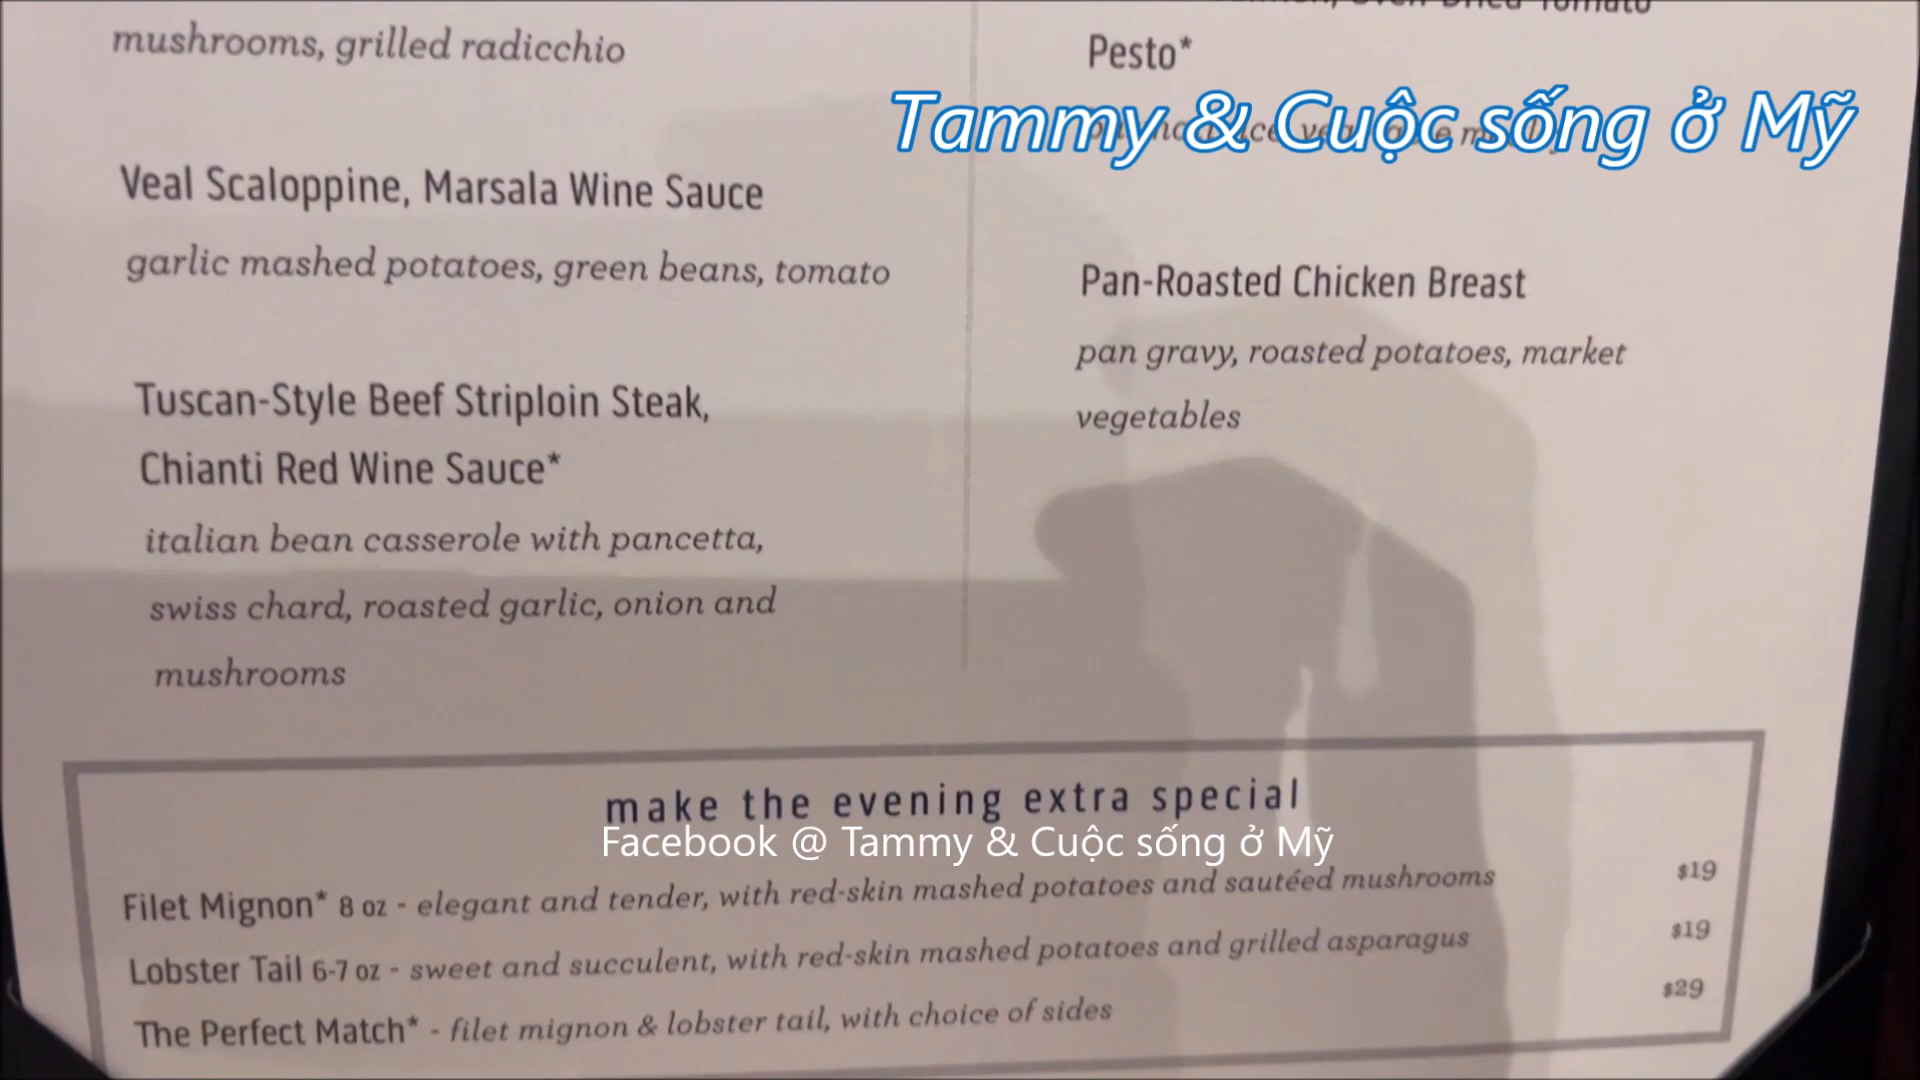 mushrooms, grilled radicchio
Veal Scaloppine, Marsala Wine Sauce
garlic mashed potatoes, green beans, tomato
Tuscan-Style Beef Striploin Steak,
Chianti Red Wine Sauce*
italian bean casserole with pancetta,
swiss chard, roasted garlic, onion and
mushrooms
Tomato
Pesto*
Tammy & Cuộc sống ở Mỹ
Pan-Roasted Chicken Breast
pan gravy, roasted potatoes, market
vegetables
make the evening extra special
Facebook @ Tammy & Cuộc sống ở Mỹ
Filet Mignon* 8 oz - elegant and tender, with red-skin mashed potatoes and sautéed mushrooms $19
Lobster Tail 6-7 oz - sweet and succulent, with red-skin mashed potatoes and grilled asparagus $19
The Perfect Match* - filet mignon & lobster tail, with choice of sides $29